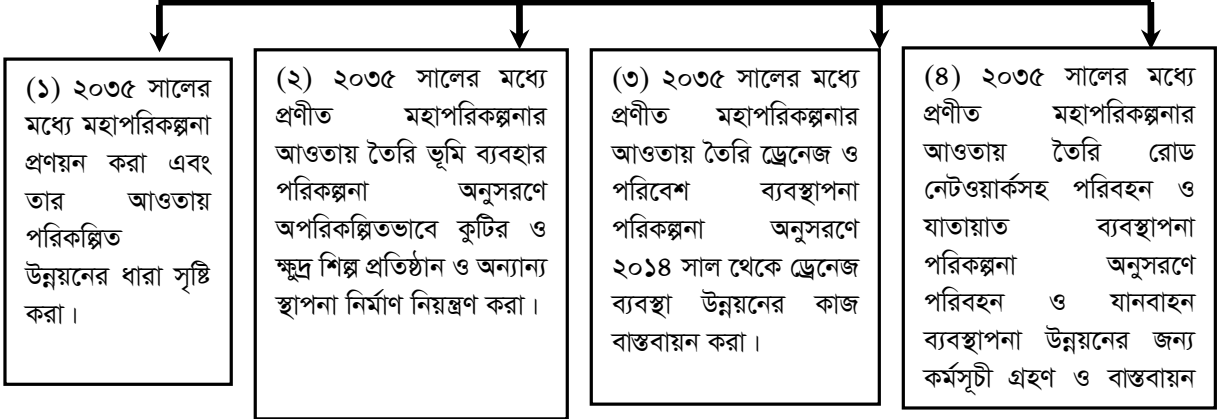 (১) ২০৩৫ সালের
মধ্যে মহাপরিকল্পনা
প্রণয়ন করা এবং
তার আওতায়
পরিকল্পিত
উন্নয়নের ধারা সৃষ্টি
করা।
(২) ২০৩৫ সালের মধ্যে
প্রণীত মহাপরিকল্পনার
আওতায় তৈরি ভূমি ব্যবহার
পরিকল্পনা অনুসরণে
অপরিকল্পিতভাবে কুটির ও
ক্ষুদ্র শিল্প প্রতিষ্ঠান ও অন্যান্য
স্থাপনা নির্মাণ নিয়ন্ত্রণ করা।
(৩) ২০৩৫ সালের মধ্যে
প্রণীত মহাপরিকল্পনার
আওতায় তৈরি ড্রেনেজ ও
পরিবেশ ব্যবস্থাপনা
পরিকল্পনা অনুসরণে
২০১৪ সাল থেকে ড্রেনেজ
ব্যবস্থা উন্নয়নের কাজ
বাস্তবায়ন করা।
(৪) ২০৩৫ সালের মধ্যে
প্রণীত মহাপরিকল্পনার
আওতায় তৈরি রোড
নেটওয়ার্কসহ পরিবহন ও
যাতায়াত ব্যবস্থাপনা
পরিকল্পনা অনুসরণে
পরিবহন ও যানবাহন
ব্যবস্থাপনা উন্নয়নের জন্য
কর্মসূচী গ্রহণ ও বাস্তবায়ন